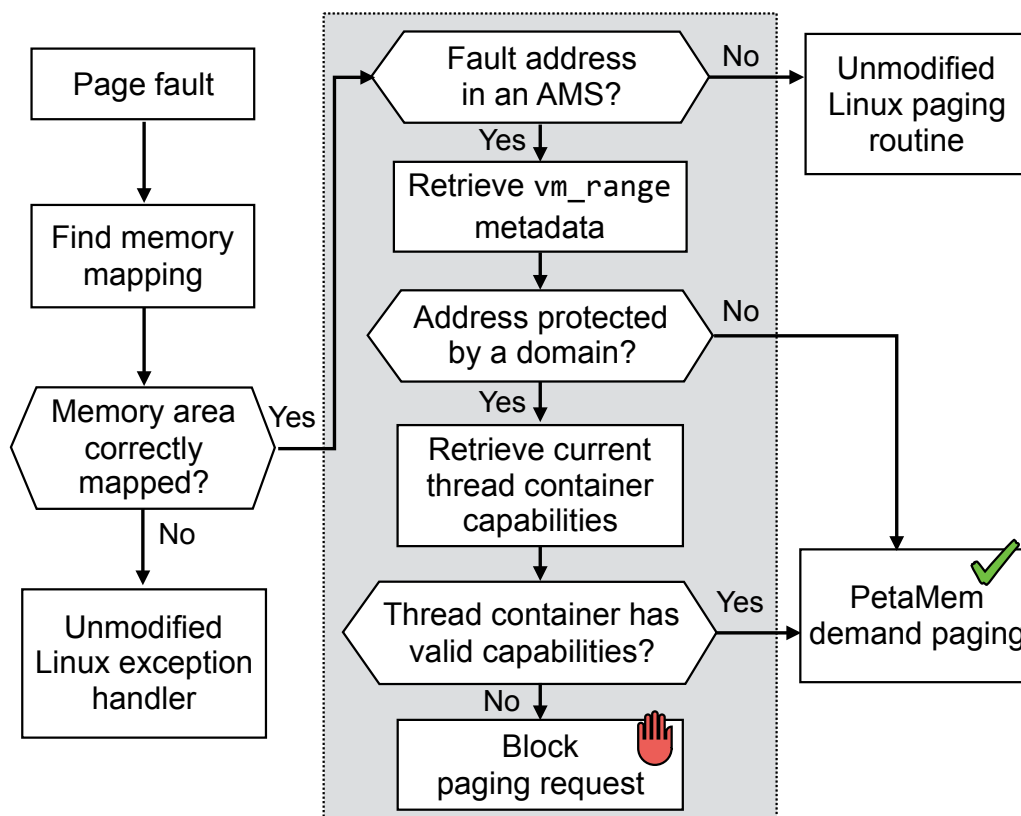 Page fault
Find memory
mapping
Memory area
correctly
mapped?
Yes
No
Unmodified
Linux exception
handler
Fault address
in an AMS?
No
Unmodified
Linux paging
routine
Yes
Retrieve vm_range
metadata
Address protected
by a domain?
No
Yes
Retrieve current
thread container
capabilities
Thread container has
valid capabilities?
Yes
PetaMem
demand paging
No
Block
paging request